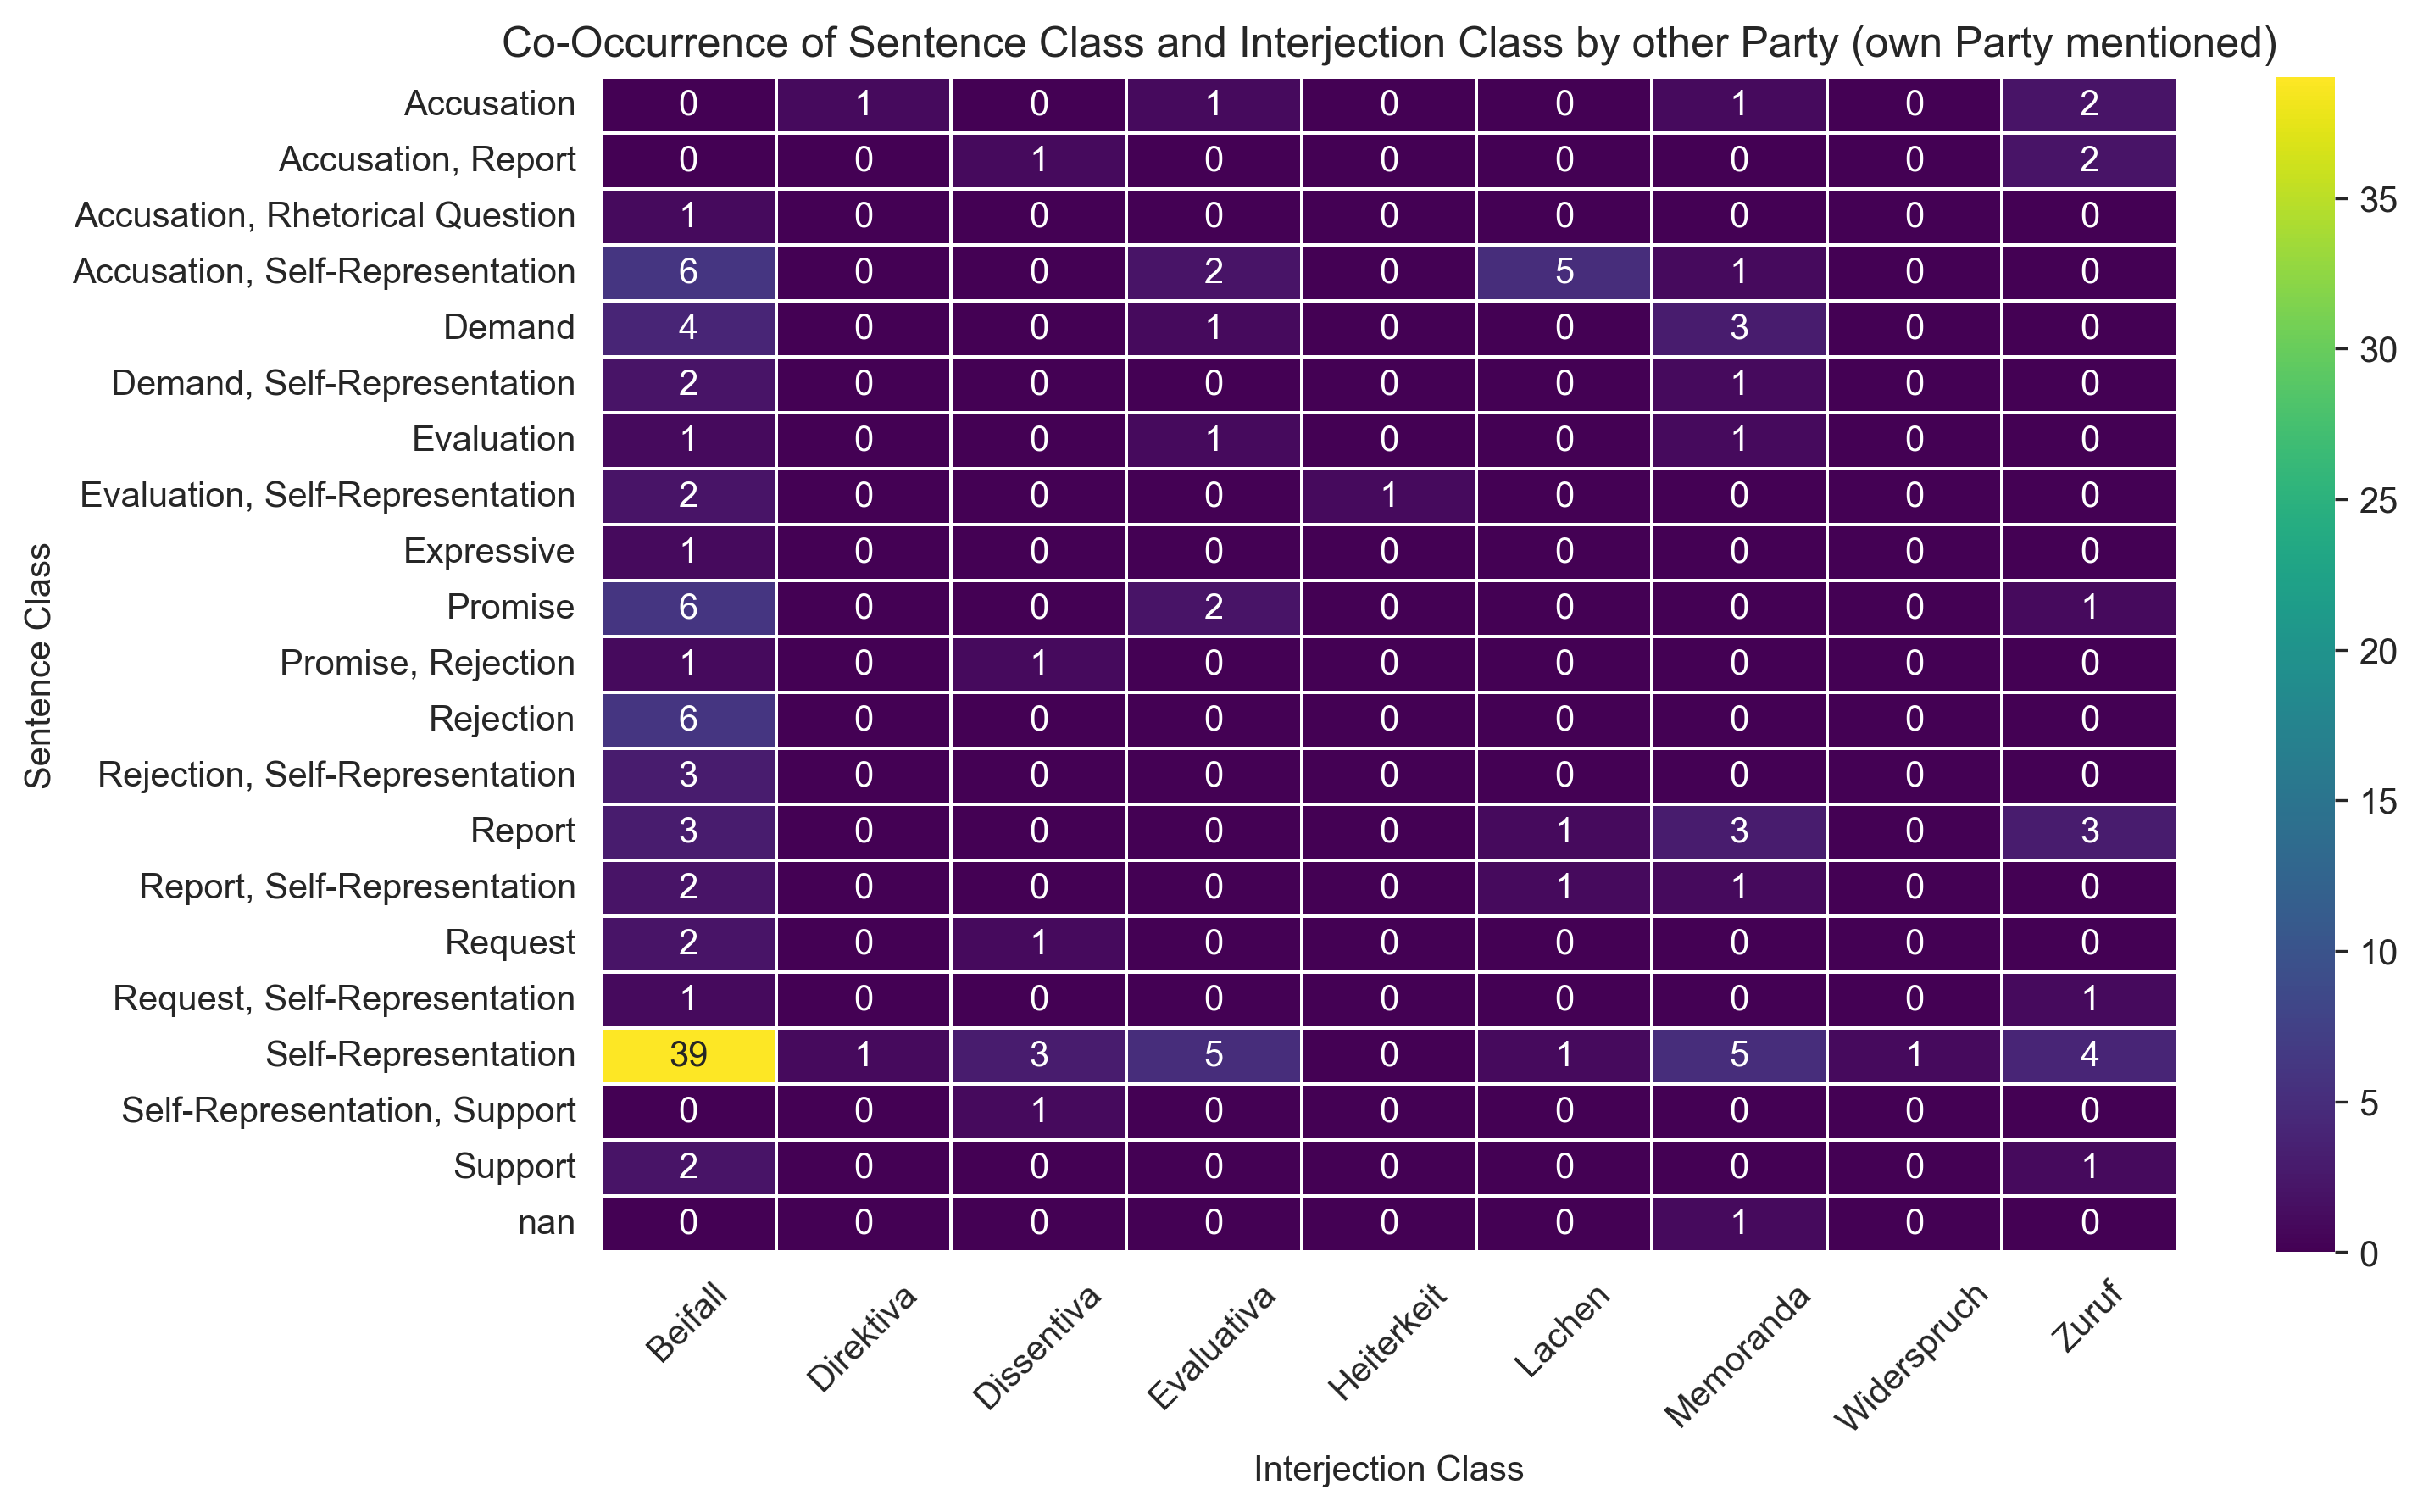 Co-Occurrence of Sentence Class and Interjection Class by other Party (own Party mentioned)
Sentence Class
Accusation 0 1 0 1 0 0 1 0 2
Accusation, Report 0 0 1 0 0 0 0 0 2
Accusation, Rhetorical Question 1 0 0 0 0 0 0 0 0
Accusation, Self-Representation 6 0 0 2 0 5 1 0 0
Demand 4 0 0 1 0 0 3 0 0
Demand, Self-Representation 2 0 0 0 0 0 1 0 0
Evaluation 1 0 0 1 0 0 1 0 0
Evaluation, Self-Representation 2 0 0 0 1 0 0 0 0
Expressive 1 0 0 0 0 0 0 0 0
Promise 6 0 0 2 0 0 0 0 1
Promise, Rejection 1 0 1 0 0 0 0 0 0
Rejection 6 0 0 0 0 0 0 0 0
Rejection, Self-Representation 3 0 0 0 0 0 0 0 0
Report 3 0 0 0 0 1 3 0 3
Report, Self-Representation 2 0 0 0 0 1 1 0 0
Request 2 0 1 0 0 0 0 0 0
Request, Self-Representation 1 0 0 0 0 0 0 0 1
Self-Representation 39 1 3 5 0 1 5 1 4
Self-Representation, Support 0 0 1 0 0 0 0 0 0
Support 2 0 0 0 0 0 0 0 1
nan 0 0 0 0 0 0 1 0 0
Beifall Direktiva Dissentiva Evaluativa Heiterkeit Lachen Memoranda Widerspruch Zuruf
Interjection Class
35
30
25
20
15
10
5
0